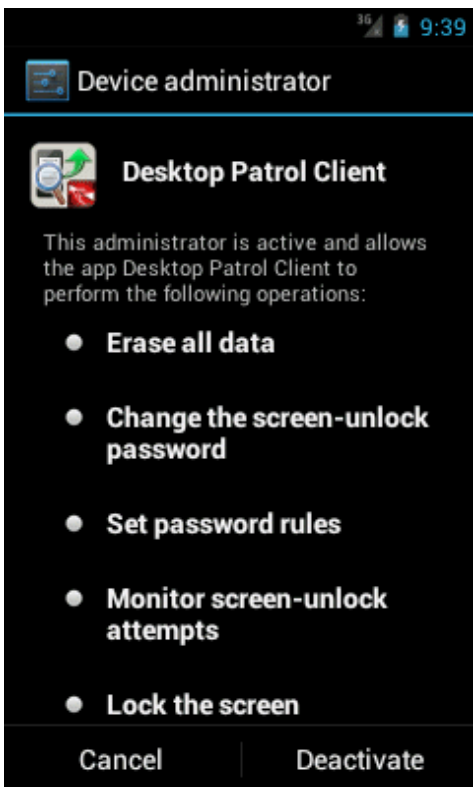 3G 9:39
Device administrator
Desktop Patrol Client
This administrator is active and allows
the app Desktop Patrol Client to
perform the following operations:
Erase all data
Change the screen-unlock
password
Set password rules
Monitor screen-unlock
attempts
Lock the screen
Cancel Deactivate